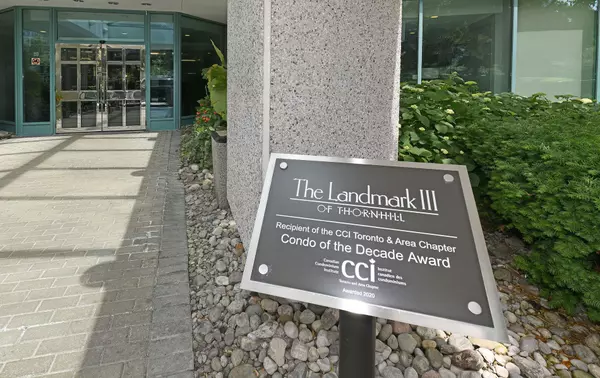 The Landmark III
OF THORNHILL
Recipient of the CCI Toronto & Area Chapter
Condo of the Decade Award
Canadian
Condominium
Institute
CCI
Institut
canadien des
condominiums
Toronto and Area Chapter
Awarded 2020